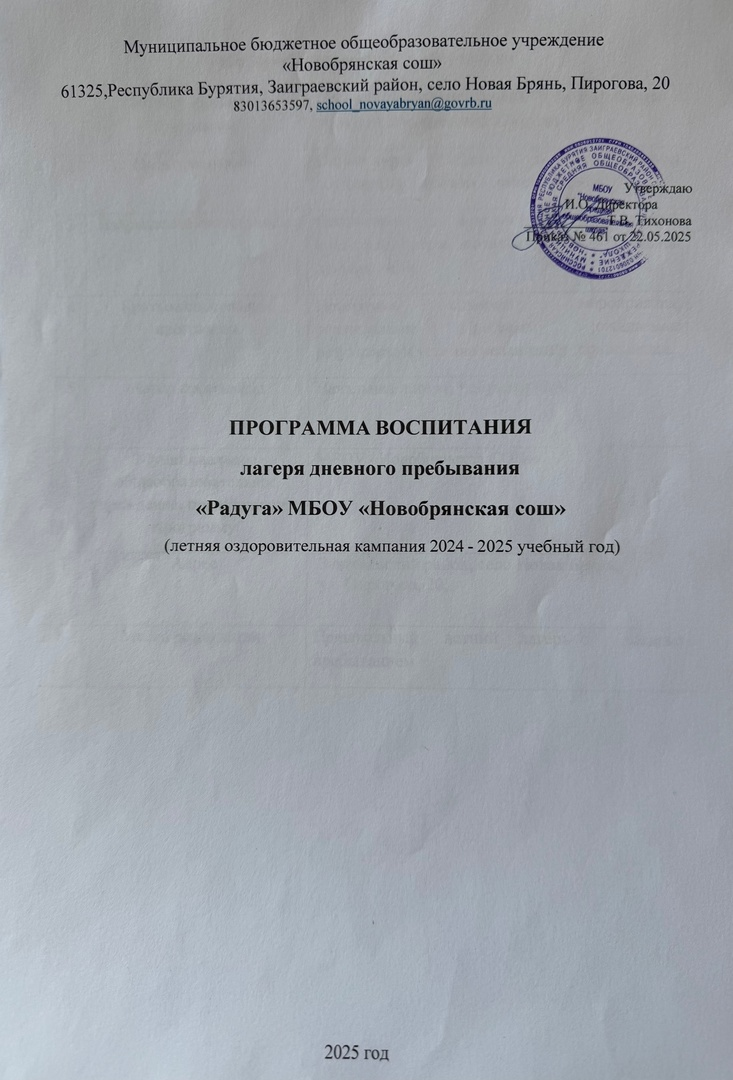 Муниципальное бюджетное общеобразовательное учреждение
«Новобрянская сош»
61325,Республика Бурятия, Заиграевский район, село Новая Брянь, Пирогова, 20
83013653597, school_novayabryan@govrb.ru
Утверждаю
И.О. Директора
Г.В. Тихонова
Приказ № 461 от 22.05.2025
МБОУ
ПРОГРАММА ВОСПИТАНИЯ
лагеря дневного пребывания
«Радуга» МБОУ «Новобрянская сош»
(летняя оздоровительная кампания 2024 - 2025 учебный год)
2025 год